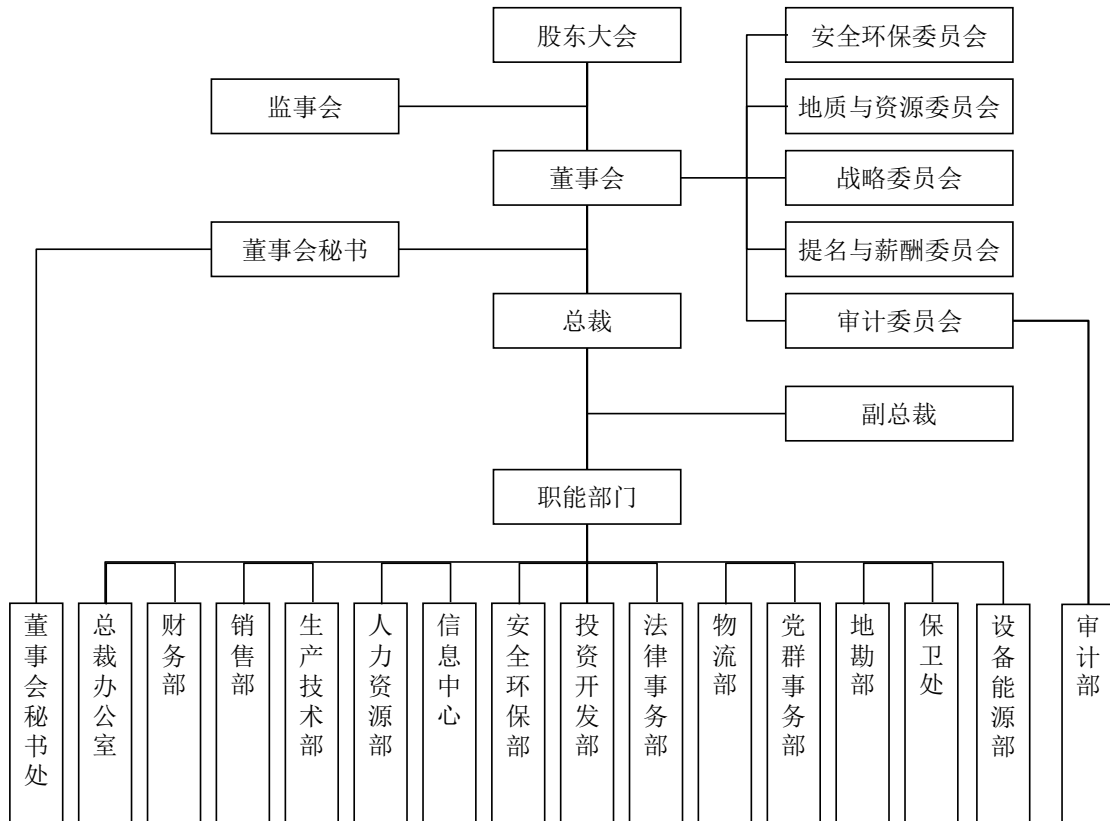 股东大会
安全环保委员会
监事会
地质与资源委员会
董事会
战略委员会
董事会秘书
提名与薪酬委员会
总裁
审计委员会
副总裁
职能部门
董事会秘书处
总裁办公室
财务部
销售部
生产技术部
人力资源部
信息中心
安全环保部
投资开发部
法律事务部
物流部
党群事务部
地勘部
保卫处
设备能源部
审计部